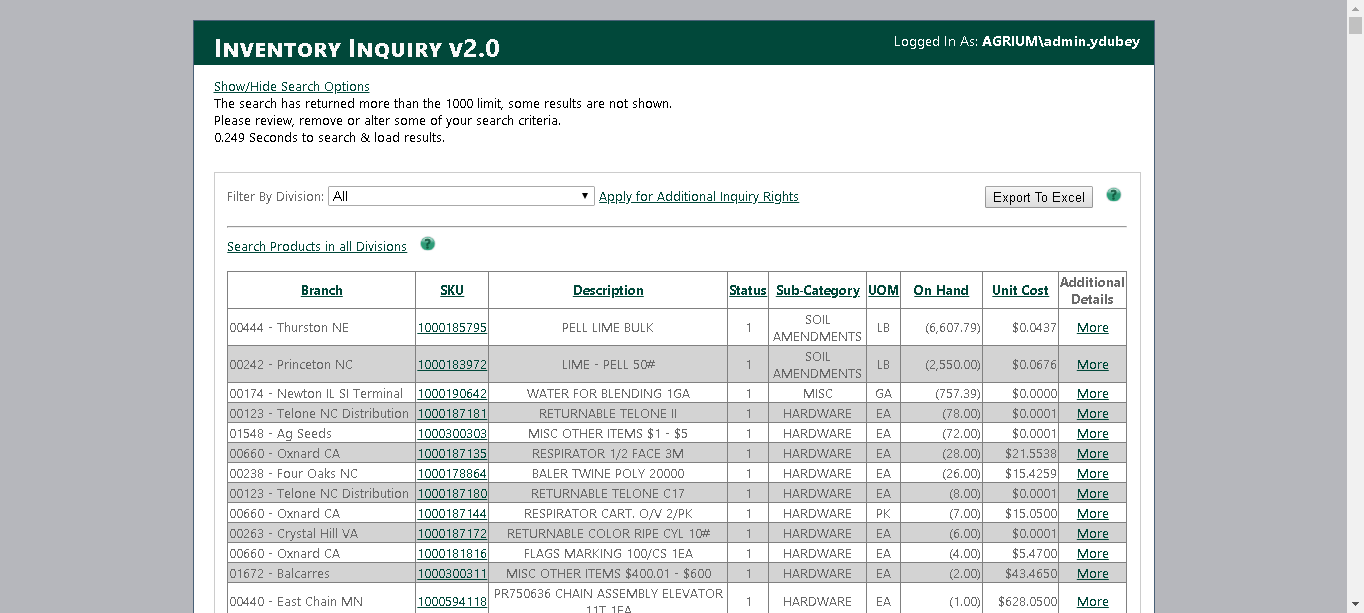 Inventory Inquiry v2.0
Logged In As: AGRIUM\admin.ydubey
Show/Hide Search Options
The search has returned more than the 1000 limit, some results are not shown.
Please review, remove or alter some of your search criteria.
0.249 Seconds to search & load results.
Filter By Division: All Apply for Additional Inquiry Rights Export To Excel ?
Search Products in all Divisions ?
Branch SKU Description Status Sub-Category UOM On Hand Unit Cost Additional Details
00444 - Thurston NE 1000185795 PELL LIME BULK 1 SOIL AMENDMENTS LB (6,607.79) $0.0437 More
00242 - Princeton NC 1000183972 LIME - PELL 50# 1 SOIL AMENDMENTS LB (2,550.00) $0.0676 More
00174 - Newton IL SI Terminal 1000190642 WATER FOR BLENDING 1GA 1 MISC GA (757.39) $0.0000 More
00123 - Telone NC Distribution 1000187181 RETURNABLE TELONE II 1 HARDWARE EA (78.00) $0.0001 More
01548 - Ag Seeds 1000300303 MISC OTHER ITEMS $1 - $5 1 HARDWARE EA (72.00) $0.0001 More
00660 - Oxnard CA 1000187135 RESPIRATOR 1/2 FACE 3M 1 HARDWARE EA (28.00) $21.5538 More
00238 - Four Oaks NC 1000178864 BALER TWINE POLY 20000 1 HARDWARE EA (26.00) $15.4259 More
00123 - Telone NC Distribution 1000187180 RETURNABLE TELONE C17 1 HARDWARE EA (8.00) $0.0001 More
00660 - Oxnard CA 1000187144 RESPIRATOR CART. O/V 2/PK 1 HARDWARE PK (7.00) $15.0500 More
00263 - Crystal Hill VA 1000187172 RETURNABLE COLOR RIPE CYL 10# 1 HARDWARE EA (6.00) $0.0001 More
00660 - Oxnard CA 1000181816 FLAGS MARKING 100/CS 1EA 1 HARDWARE EA (4.00) $5.4700 More
01672 - Balcarres 1000300311 MISC OTHER ITEMS $400.01 - $600 1 HARDWARE EA (2.00) $43.4650 More
00440 - East Chain MN 1000594118 PR750636 CHAIN ASSEMBLY ELEVATOR 11T 1EA 1 HARDWARE EA (1.00) $628.0500 More